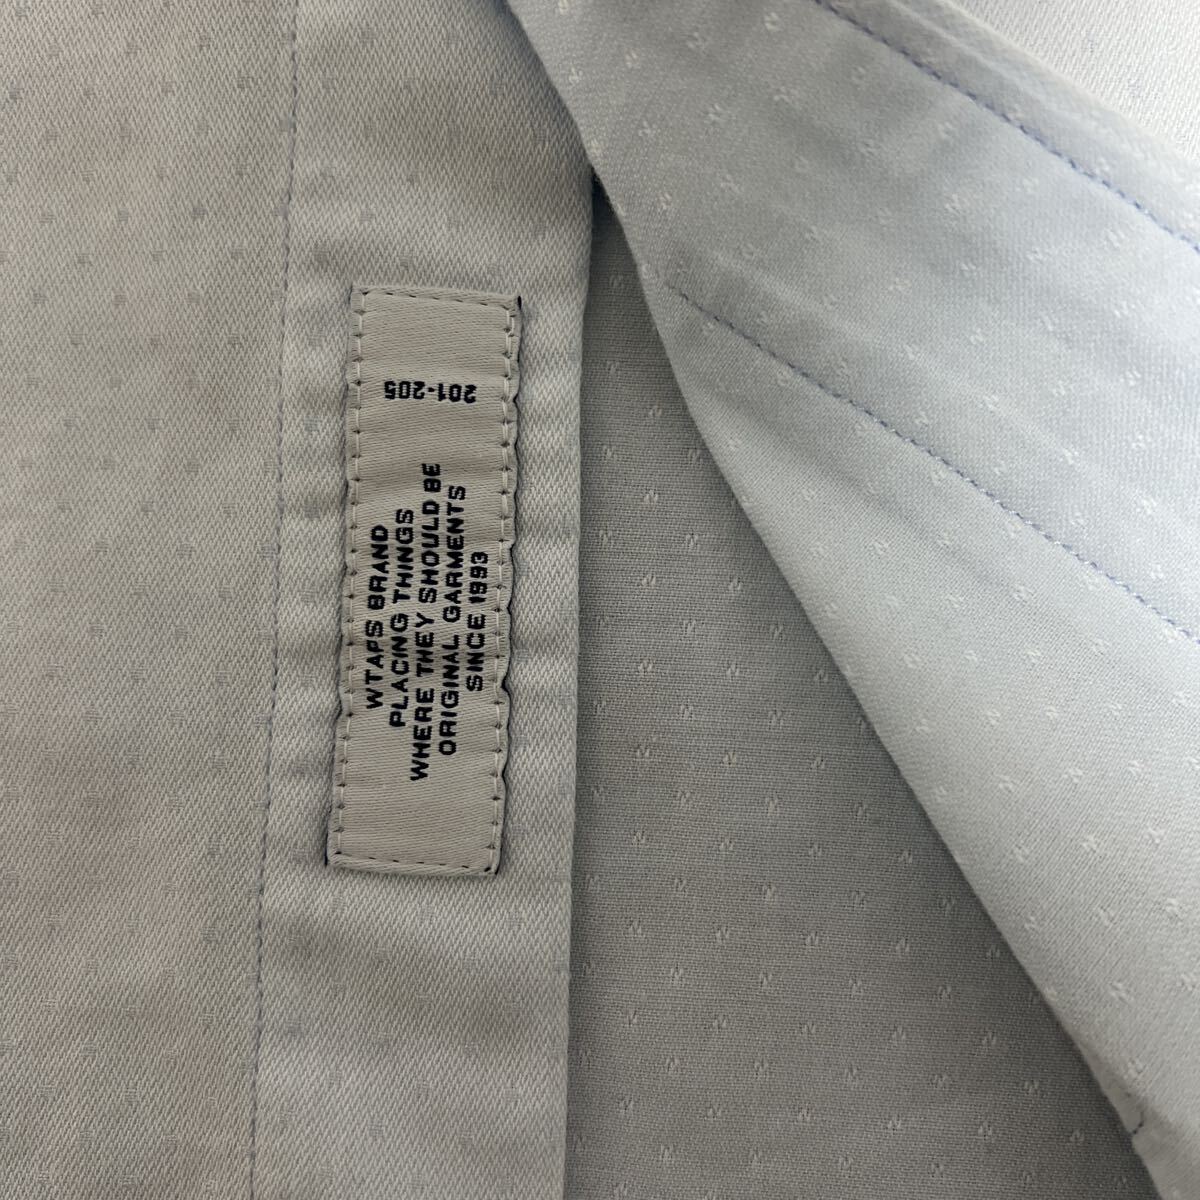 WTAPS BRAND
PLACING THINGS
WHERE THEY SHOULD BE
ORIGINAL GARMENTS
SINCE 1993
201-205